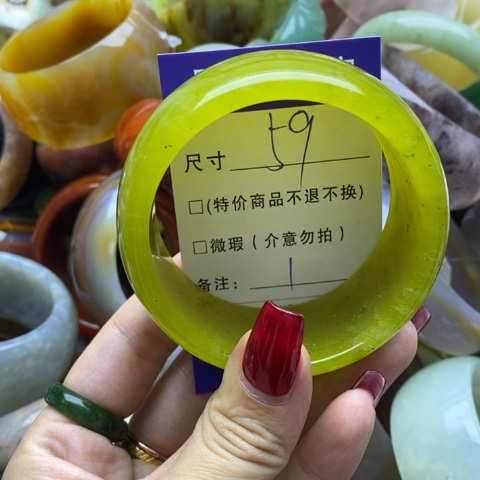 尺寸 59
□(特价商品不退不换)
□微瑕(介意勿拍)
备注: 1